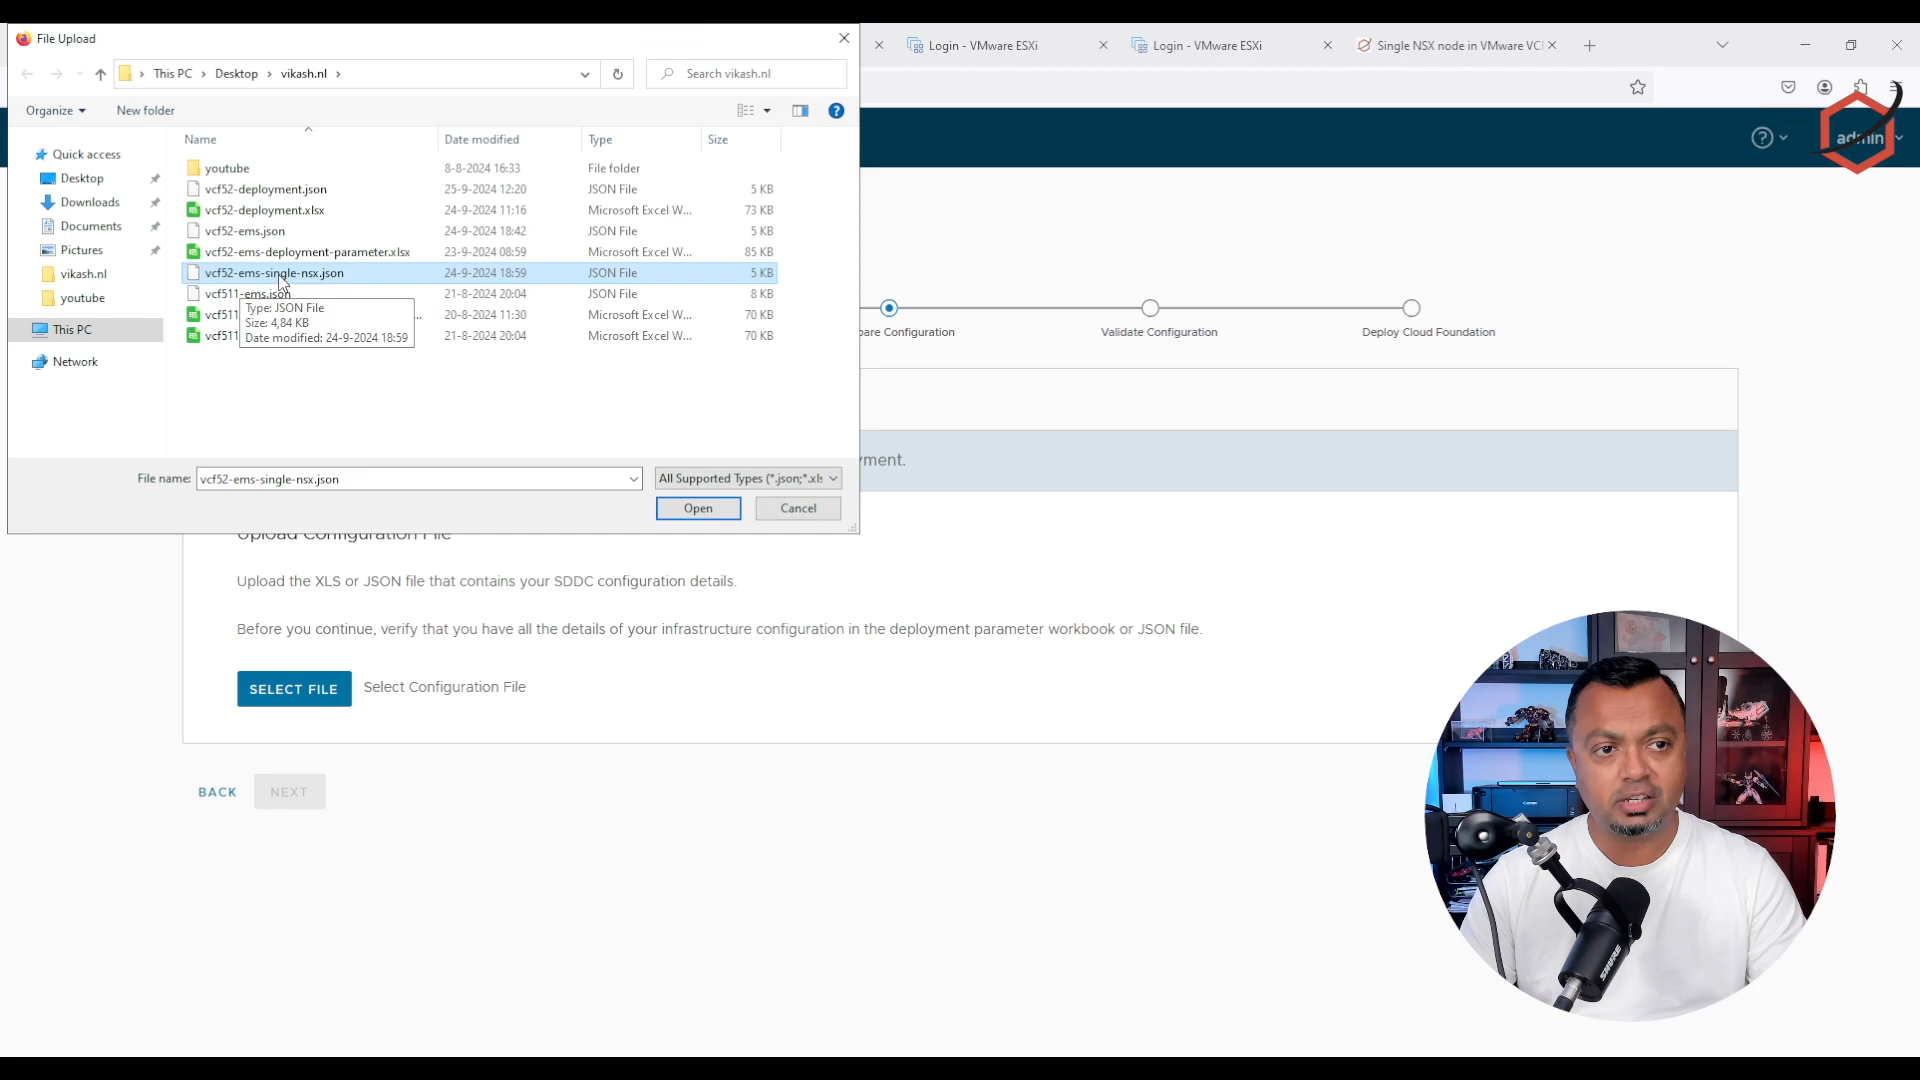 File Upload
Login - VMware ESXi
Login - VMware ESXi
Single NSX node in VMware VC
This PC
Desktop
vikash.nl
Search vikash.nl
Organize
New folder
admin
Name
Date modified
Type
Size
Quick access
Desktop
Downloads
Documents
Pictures
vikash.nl
youtube
This PC
Network
youtube 8-8-2024 16:33 File folder
vcf52-deployment.json 25-9-2024 12:20 JSON File 5 KB
vcf52-deployment.xlsx 24-9-2024 11:16 Microsoft Excel W... 73 KB
vcf52-ems.json 24-9-2024 18:42 JSON File 5 KB
vcf52-ems-deployment-parameter.xlsx 23-9-2024 08:59 Microsoft Excel W... 85 KB
vcf52-ems-single-nsx.json 24-9-2024 18:59 JSON File 5 KB
vcf511-ems.json 21-8-2024 20:04 JSON File 8 KB
vcf511 ... 20-8-2024 11:30 Microsoft Excel W... 70 KB
vcf511 21-8-2024 20:04 Microsoft Excel W... 70 KB
Type: JSON File
Size: 4,84 KB
Date modified: 24-9-2024 18:59
Configuration
Validate Configuration
Deploy Cloud Foundation
File name: vcf52-ems-single-nsx.json
All Supported Types (*.json;*.xls
Open
Cancel
Upload Configuration File
Upload the XLS or JSON file that contains your SDDC configuration details.
Before you continue, verify that you have all the details of your infrastructure configuration in the deployment parameter workbook or JSON file.
SELECT FILE
Select Configuration File
BACK
NEXT
Canon
SHURE